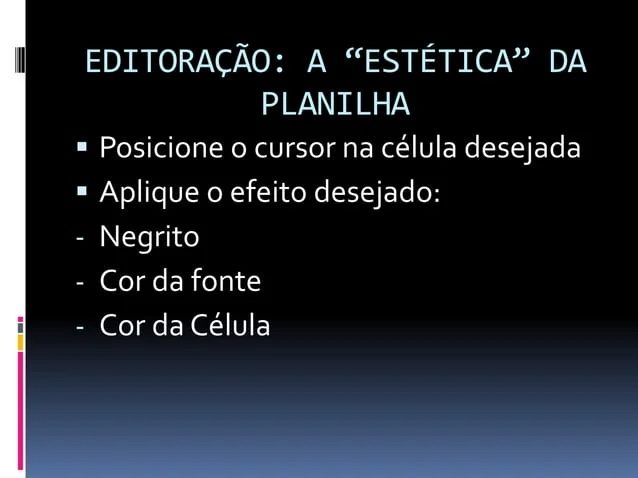 EDITORAÇÃO: A “ESTÉTICA” DA
PLANILHA
▪ Posicione o cursor na célula desejada
▪ Aplique o efeito desejado:
- Negrito
- Cor da fonte
- Cor da Célula